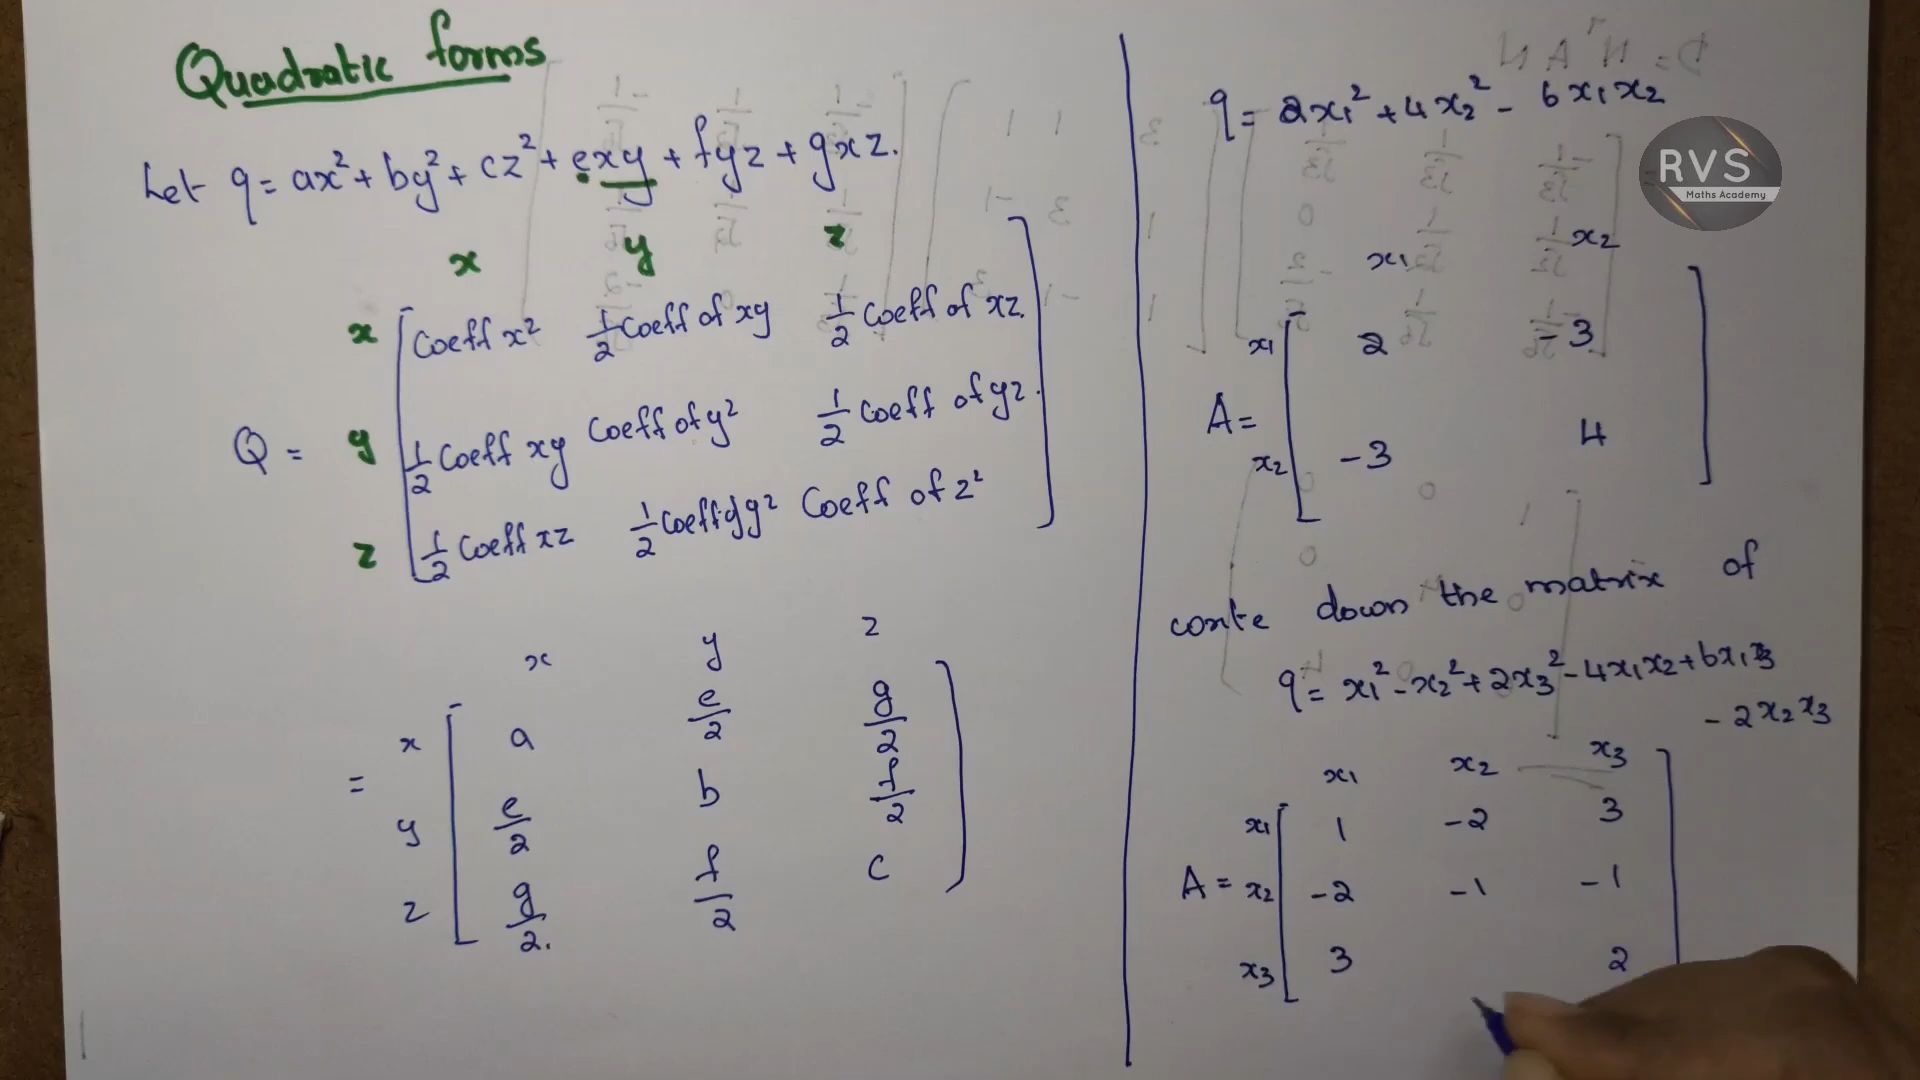 Quadratic forms
Let q = ax² + by² + cz² + exy + fyz + gxz.
x y z
x Coeff x² 1/2 Coeff of xy 1/2 Coeff of xz.
Q = y 1/2 Coeff xy Coeff of y² 1/2 Coeff of yz.
z 1/2 Coeff xz 1/2 Coeff of y² Coeff of z²
x y z
x a e/2 g/2
= y e/2 b f/2
z g/2. f/2 c
q = 2x₁² + 4x₂² - 6x₁x₂
RVS
Maths Academy
x₁ x₂
x₁ 2 -3
A =
x₂ -3 4
write down the matrix of
q = x₁² - x₂² + 2x₃² - 4x₁x₂ + 6x₁x₃
- 2x₂x₃
x₁ x₂ x₃
x₁ 1 -2 3
A = x₂ -2 -1 -1
x₃ 3 2